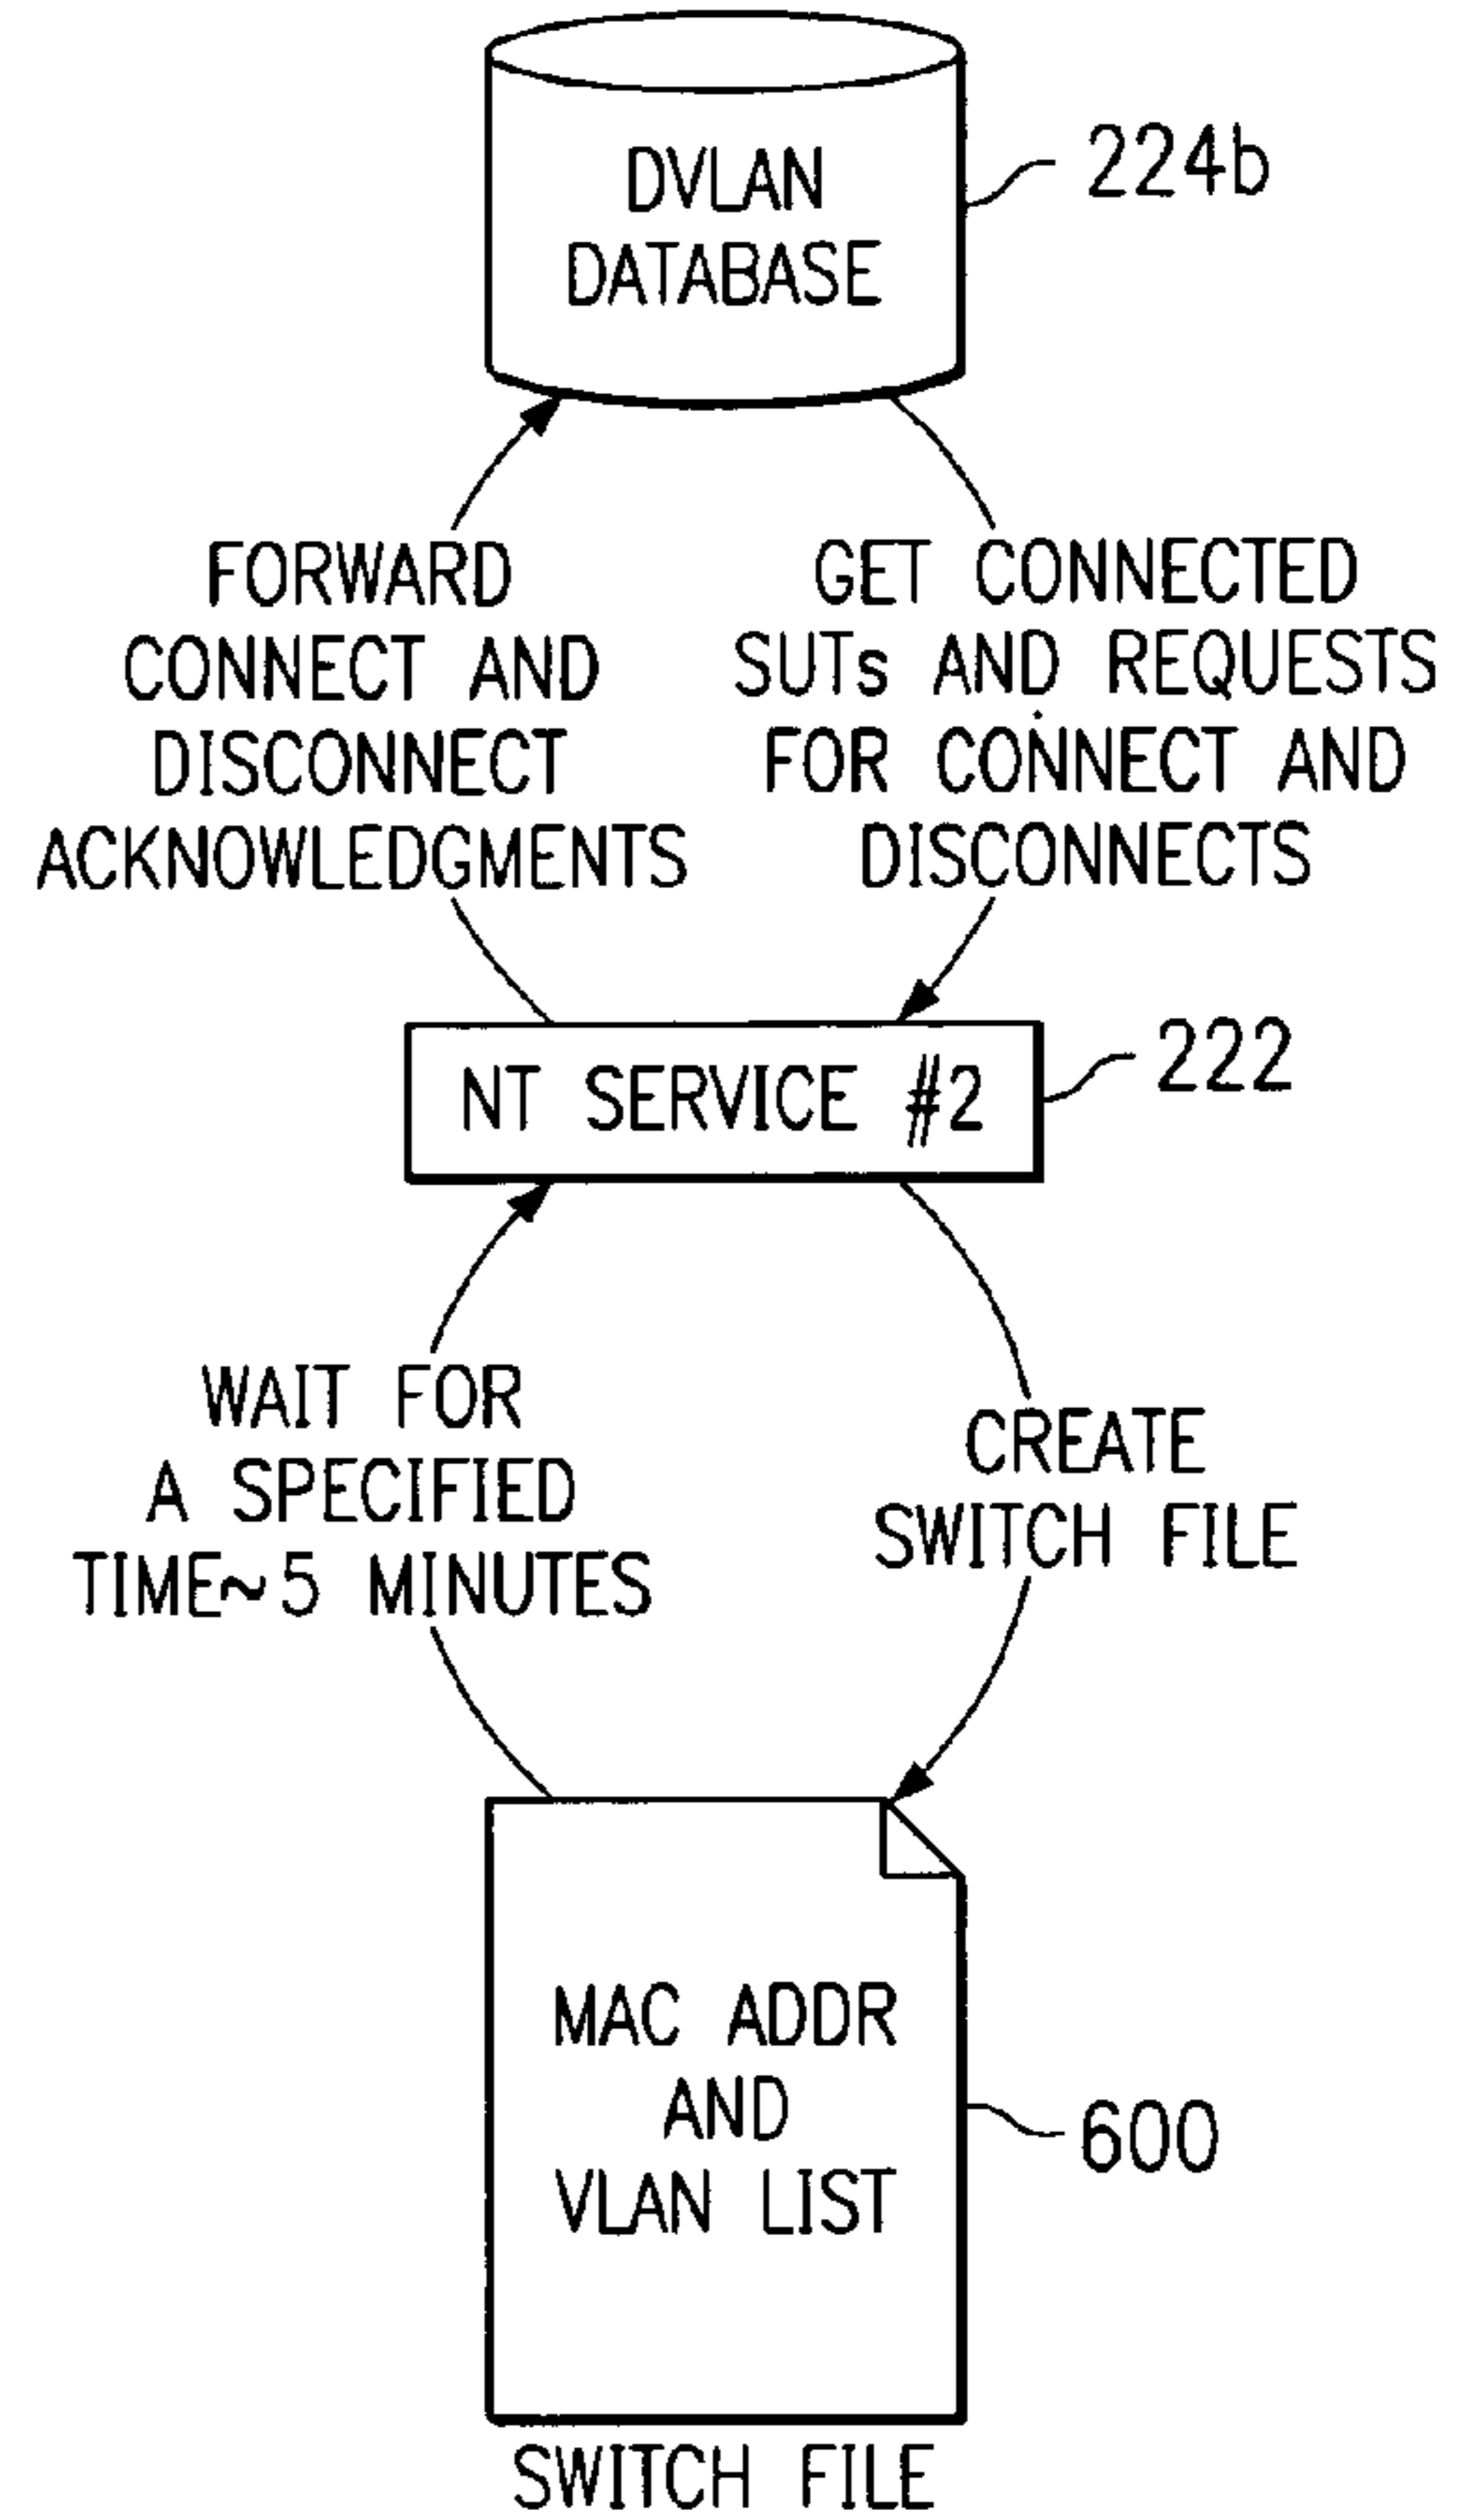 DVLAN
DATABASE
224b
FORWARD
CONNECT AND
DISCONNECT
ACKNOWLEDGMENTS
GET CONNECTED
SUTs AND REQUESTS
FOR CONNECT AND
DISCONNECTS
NT SERVICE #2
222
WAIT FOR
A SPECIFIED
TIME~5 MINUTES
CREATE
SWITCH FILE
MAC ADDR
AND
VLAN LIST
600
SWITCH FILE